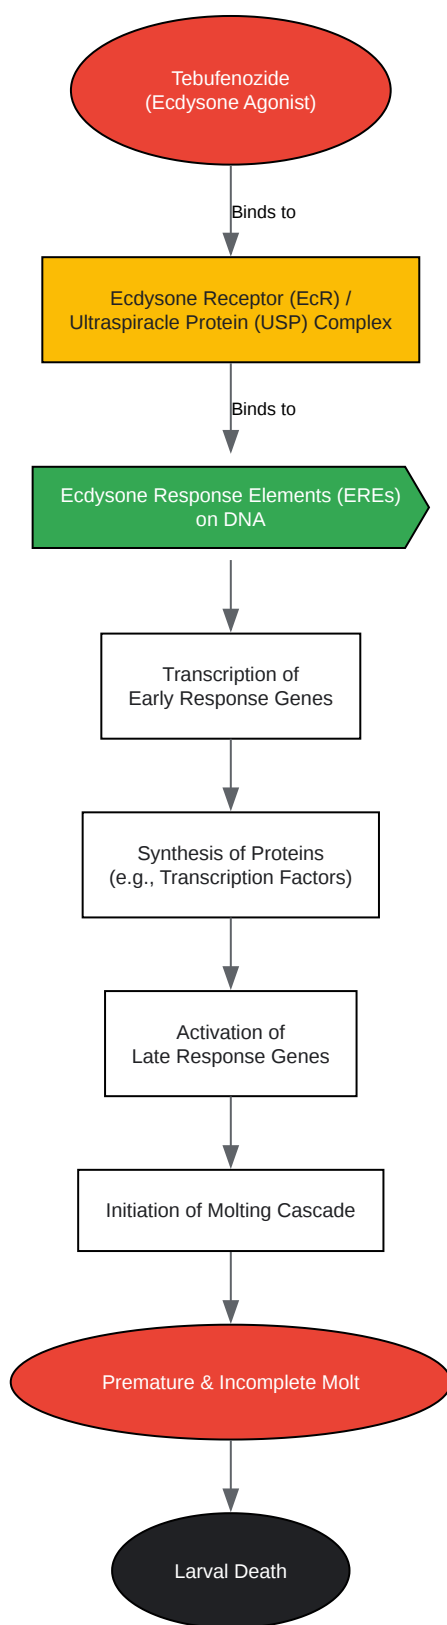 Tebufenozide
(Ecdysone Agonist)
Binds to
Ecdysone Receptor (EcR) /
Ultraspiracle Protein (USP) Complex
Binds to
Ecdysone Response Elements (EREs)
on DNA
Transcription of
Early Response Genes
Synthesis of Proteins
(e.g., Transcription Factors)
Activation of
Late Response Genes
Initiation of Molting Cascade
Premature & Incomplete Molt
Larval Death